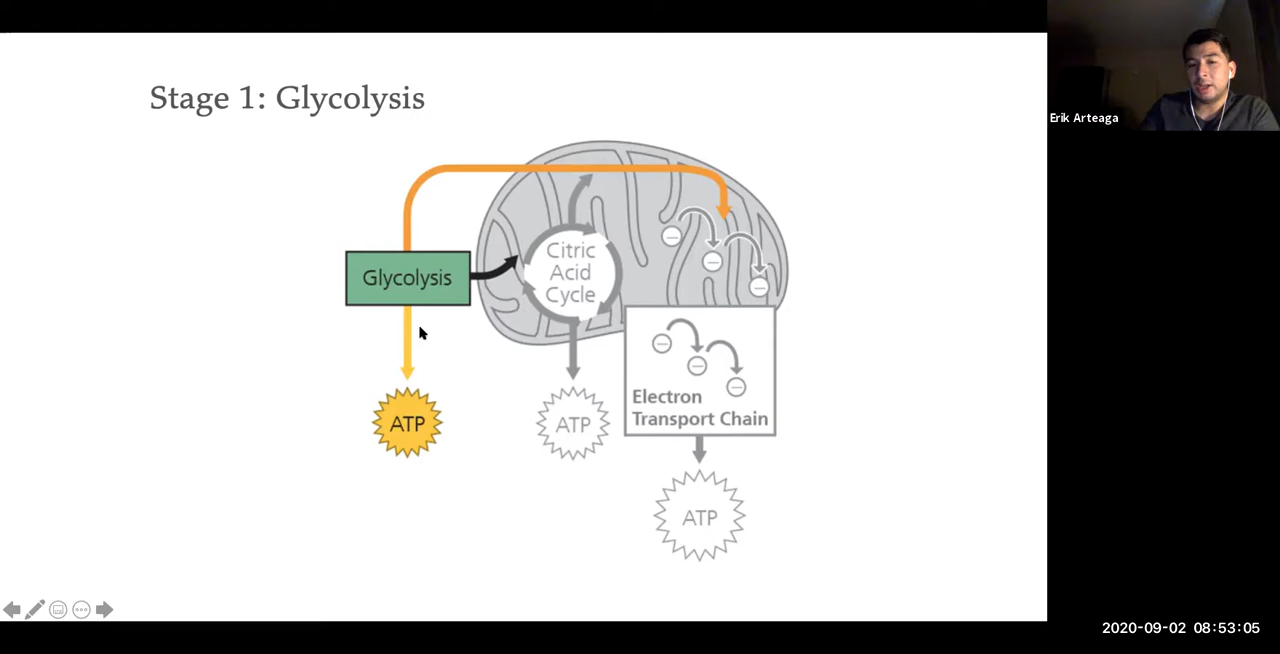 Stage 1: Glycolysis
Erik Arteaga
Glycolysis
Citric
Acid
Cycle
Electron
Transport Chain
ATP
ATP
ATP
2020-09-02 08:53:05